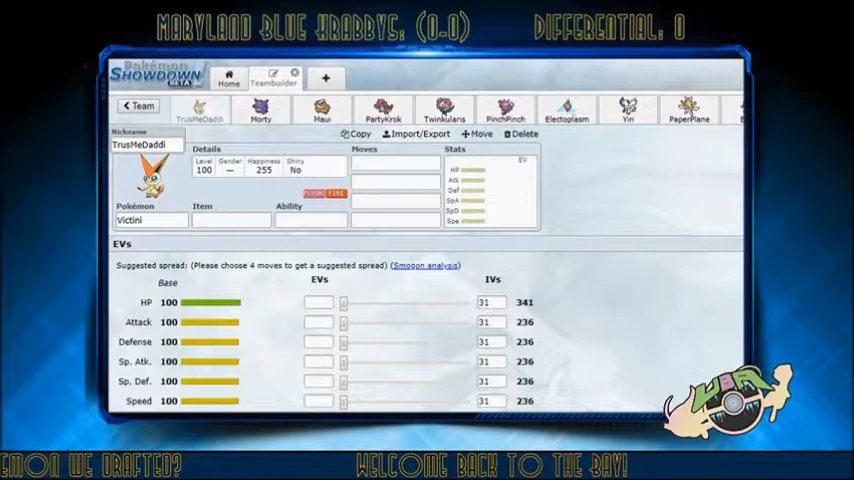 MARYLAND BLUE KRABBYS: (0-0) DIFFERENTIAL: 0
Pokémon
SHOWDOWN
BETA
Home
Teambuilder
+
Team
TrusMeDaddi
Morty
Maui
PartyKrok
Twinkularis
PinchPinch
Electoplasm
Yin
PaperPlane
Nickname
TrusMeDaddi
Copy Import/Export Move Delete
Details
Moves
Stats
Level Gender Happiness Shiny
100 — 255 No
EV
HP
Atk
Def
SpA
SpD
Spe
PSYCHC FIRE
Pokémon
Item
Ability
Victini
EVs
Suggested spread: (Please choose 4 moves to get a suggested spread) (Smogon analysis)
Base EVs IVs
HP 100 31 341
Attack 100 31 236
Defense 100 31 236
Sp. Atk. 100 31 236
Sp. Def. 100 31 236
Speed 100 31 236
UBA
EMON WE DRAFTED? WELCOME BACK TO THE BAY!